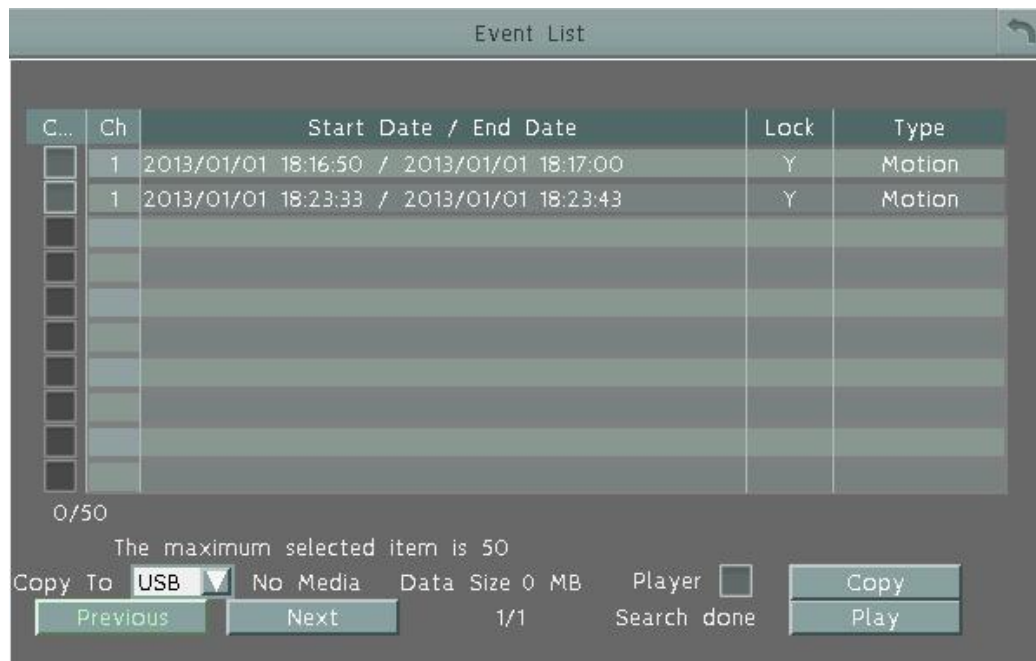 Event List
C... Ch Start Date / End Date Lock Type
1 2013/01/01 18:16:50 / 2013/01/01 18:17:00 Y Motion
1 2013/01/01 18:23:33 / 2013/01/01 18:23:43 Y Motion
0/50
The maximum selected item is 50
Copy To USB No Media Data Size 0 MB Player Copy
Previous Next 1/1 Search done Play